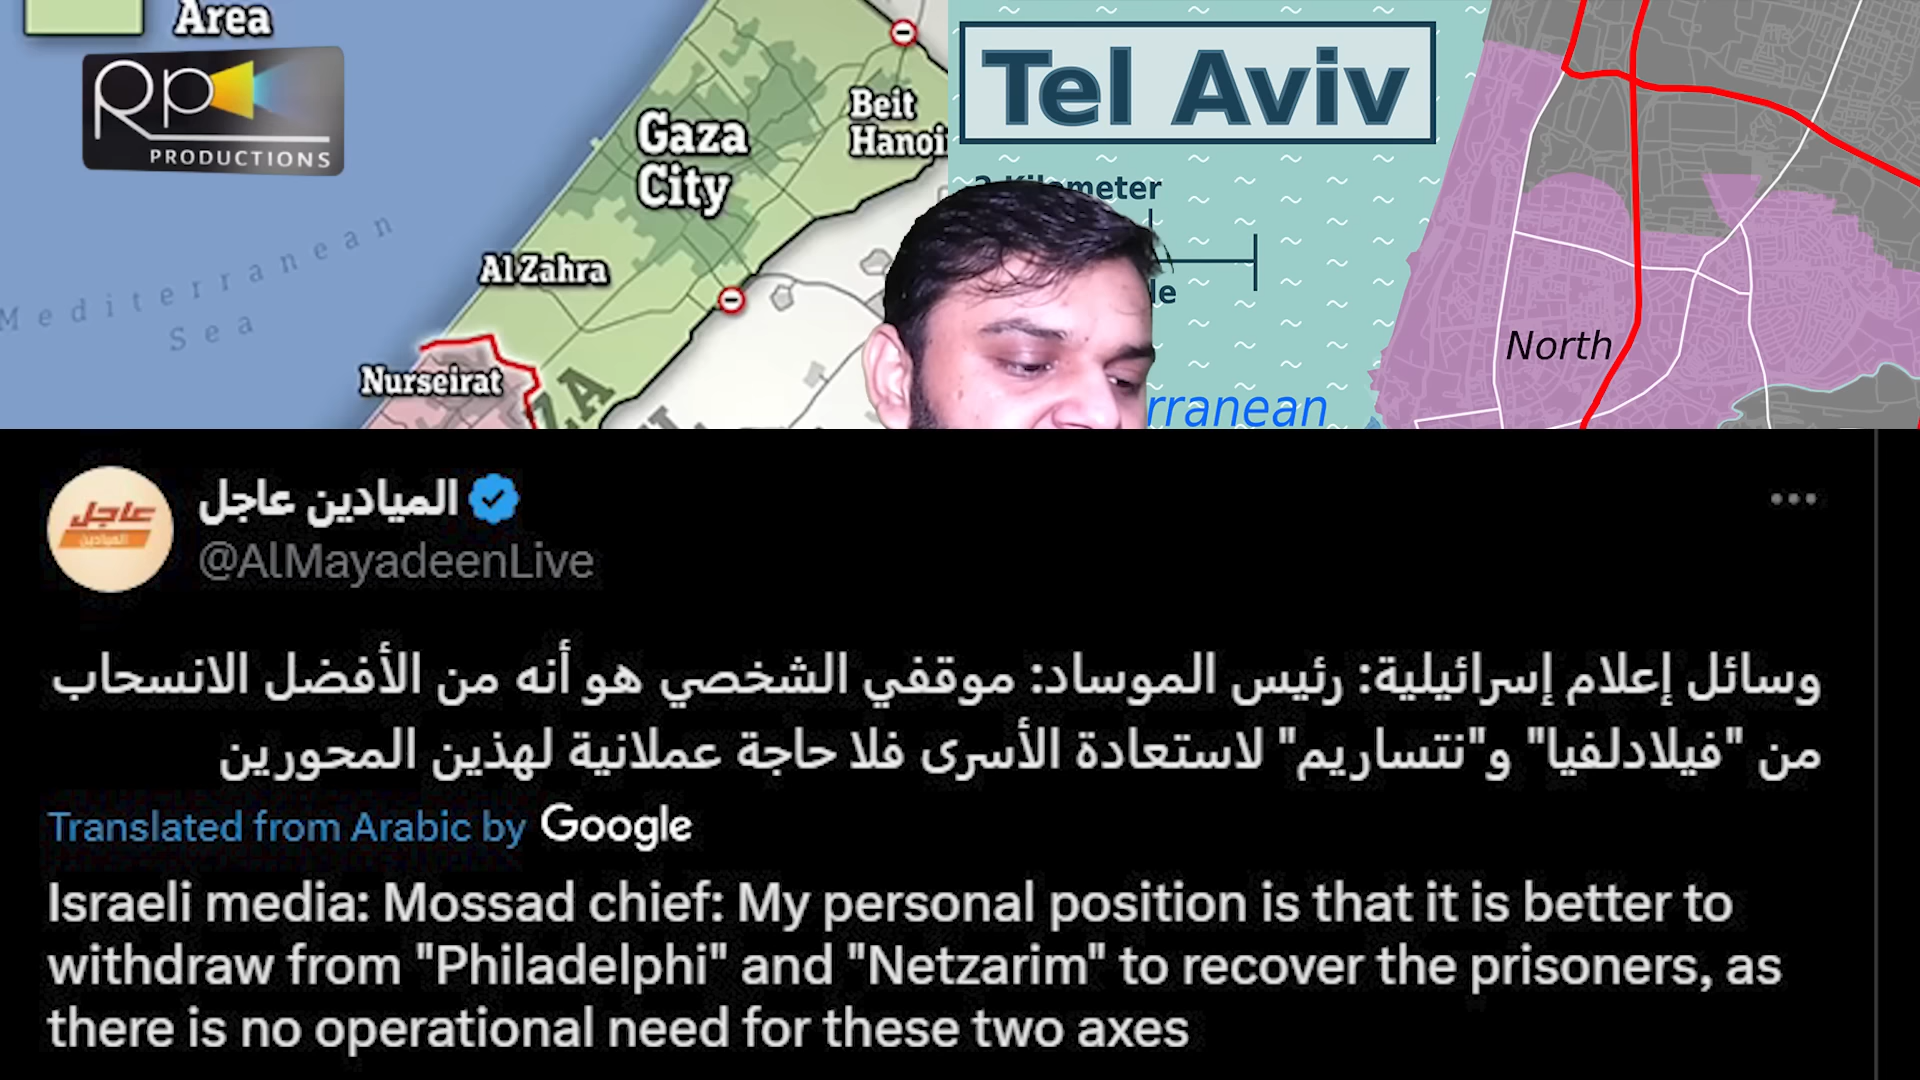 Area
Rp
PRODUCTIONS
Gaza
City
Beit
Al Zahra
Nurseirat
Mediterranean
Sea
Tel Aviv
North
المیادین عاجل
@AlMayadeenLive
عاجل
الميادين
وسائل إعلام إسرائيلية: رئيس الموساد: موقفي الشخصي هو أنه من الأفضل الانسحاب
من "فيلادلفيا" و"نتساريم" لاستعادة الأسرى فلا حاجة عملانية لهذين المحورين
Translated from Arabic by Google
Israeli media: Mossad chief: My personal position is that it is better to
withdraw from "Philadelphi" and "Netzarim" to recover the prisoners, as
there is no operational need for these two axes